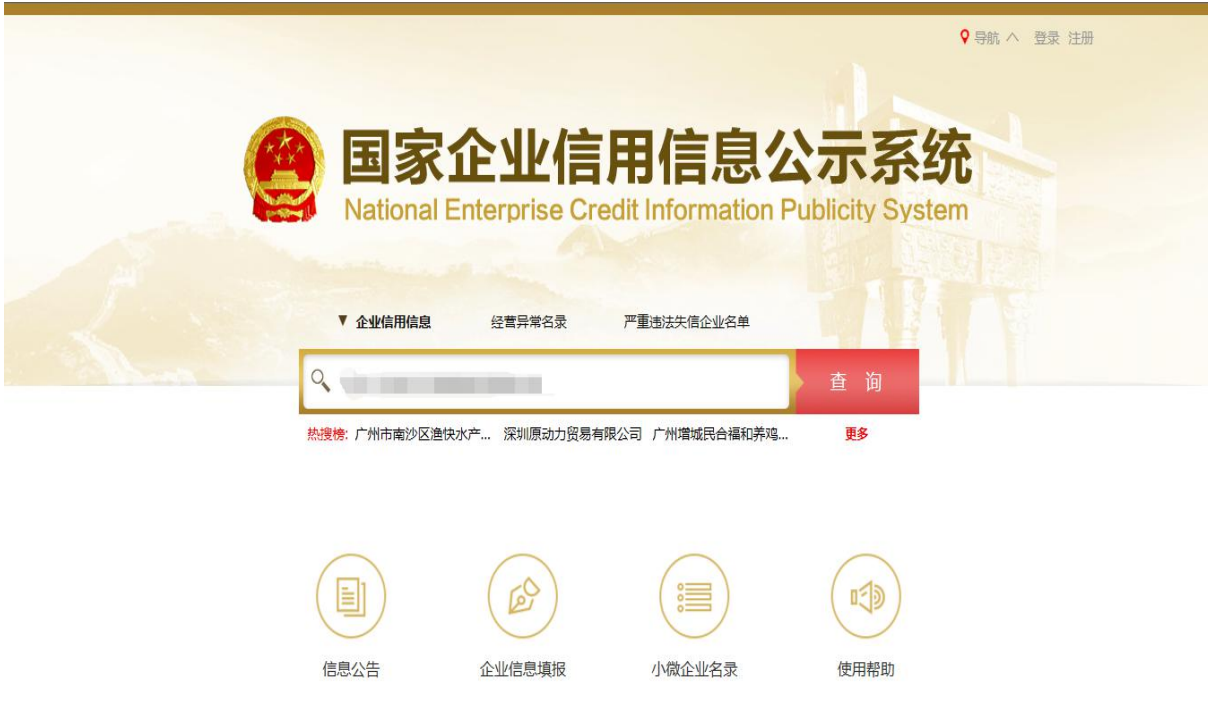 导航 登录 注册
国家企业信用信息公示系统
National Enterprise Credit Information Publicity System
企业信用信息 经营异常名录 严重违法失信企业名单
查 询
热搜榜: 广州市南沙区渔快水产... 深圳原动力贸易有限公司 广州增城民合福和养鸡... 更多
信息公告 企业信息填报 小微企业名录 使用帮助